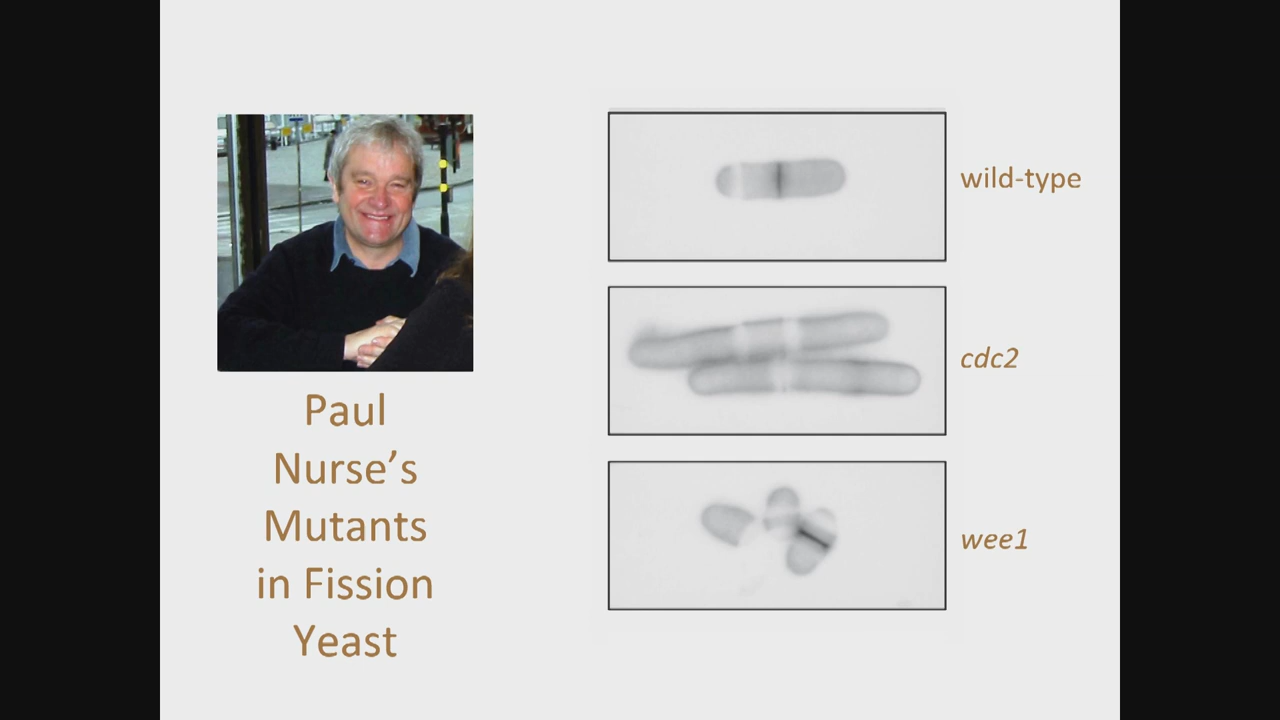 Paul
Nurse’s
Mutants
in Fission
Yeast
wild-type
cdc2
wee1